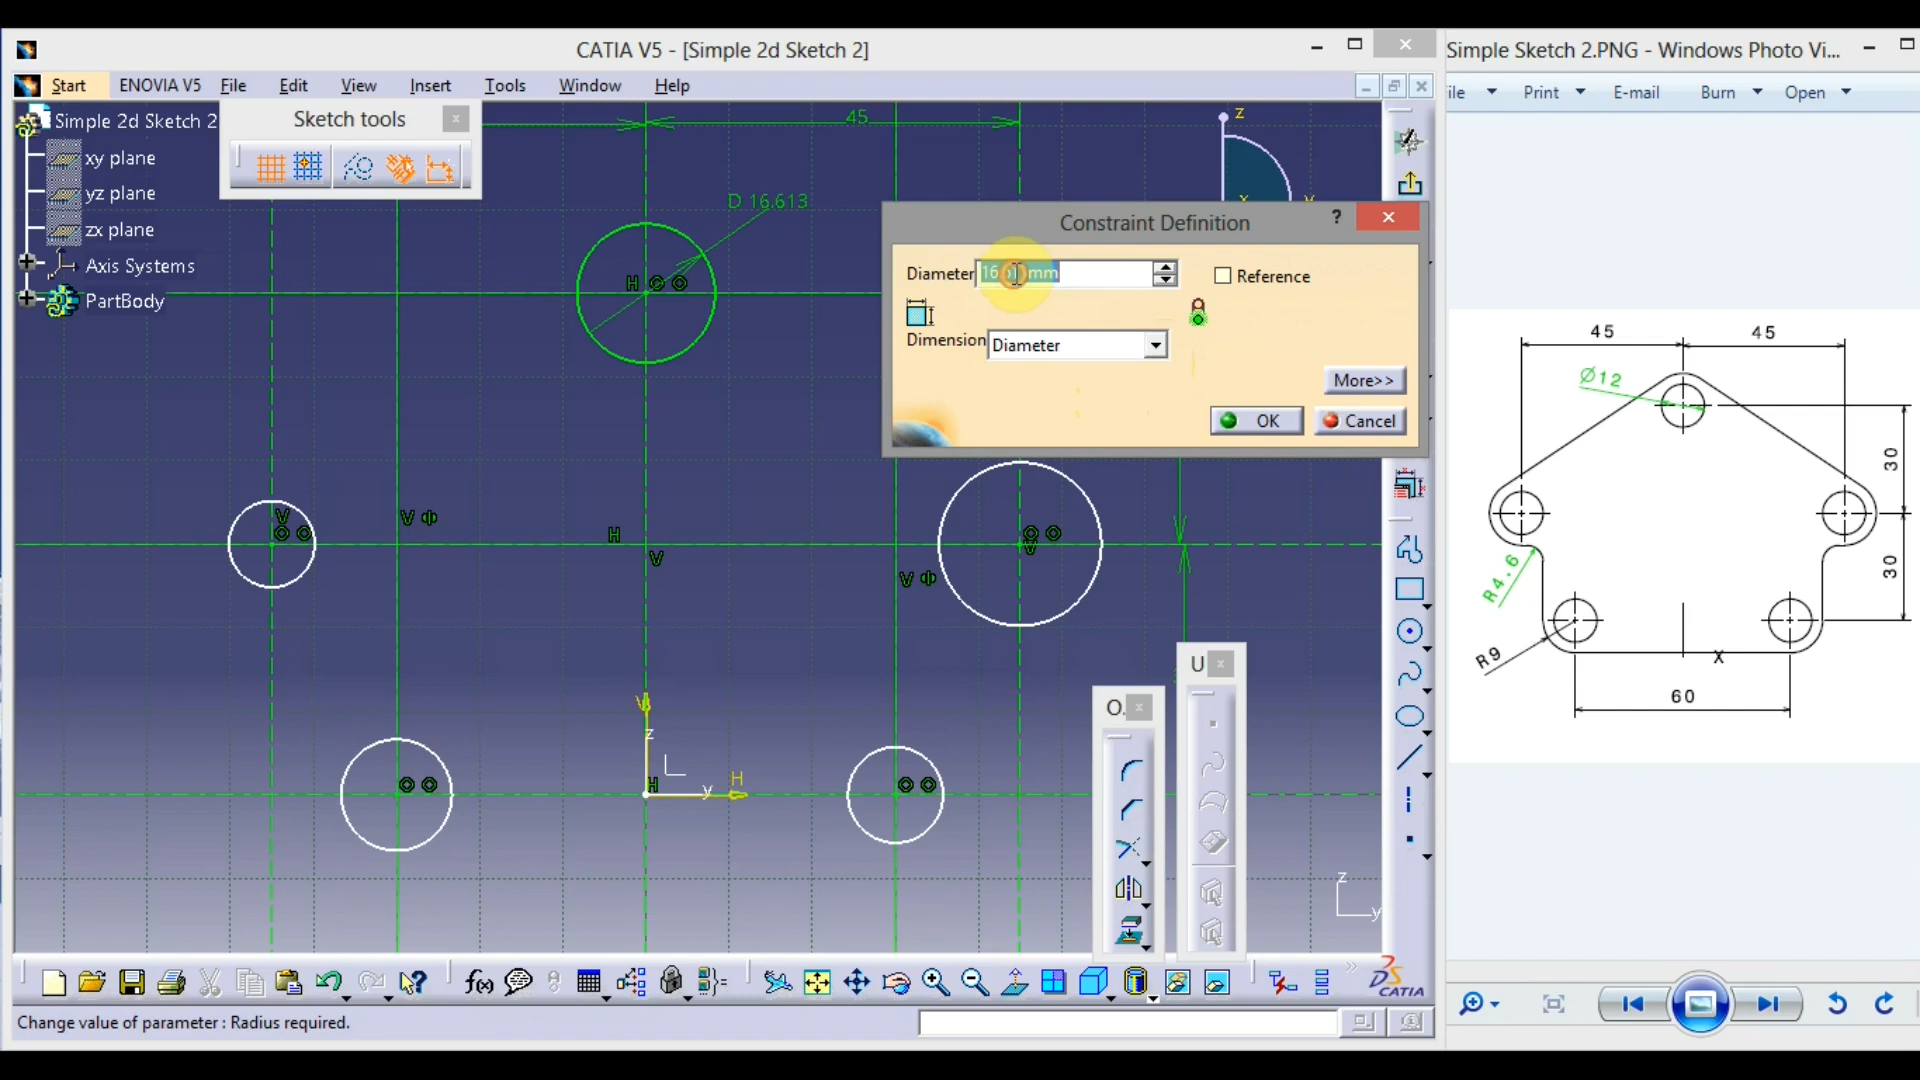 CATIA V5 - [Simple 2d Sketch 2]
Start ENOVIA V5 File Edit View Insert Tools Window Help
Sketch tools
Simple 2d Sketch 2
xy plane
yz plane
zx plane
Axis Systems
PartBody
45
D 16.613
z
Constraint Definition
?
Diameter
mm
Reference
Dimension
Diameter
More>>
OK
Cancel
H
V
V
H
V
V
V
U
O.
V
z
H
H
y
z
y
f(x)
CATIA
Change value of parameter : Radius required.
Simple Sketch 2.PNG - Windows Photo Vi...
ile Print E-mail Burn Open
45 45
Ø12
30
30
R4.6
R9
X
60